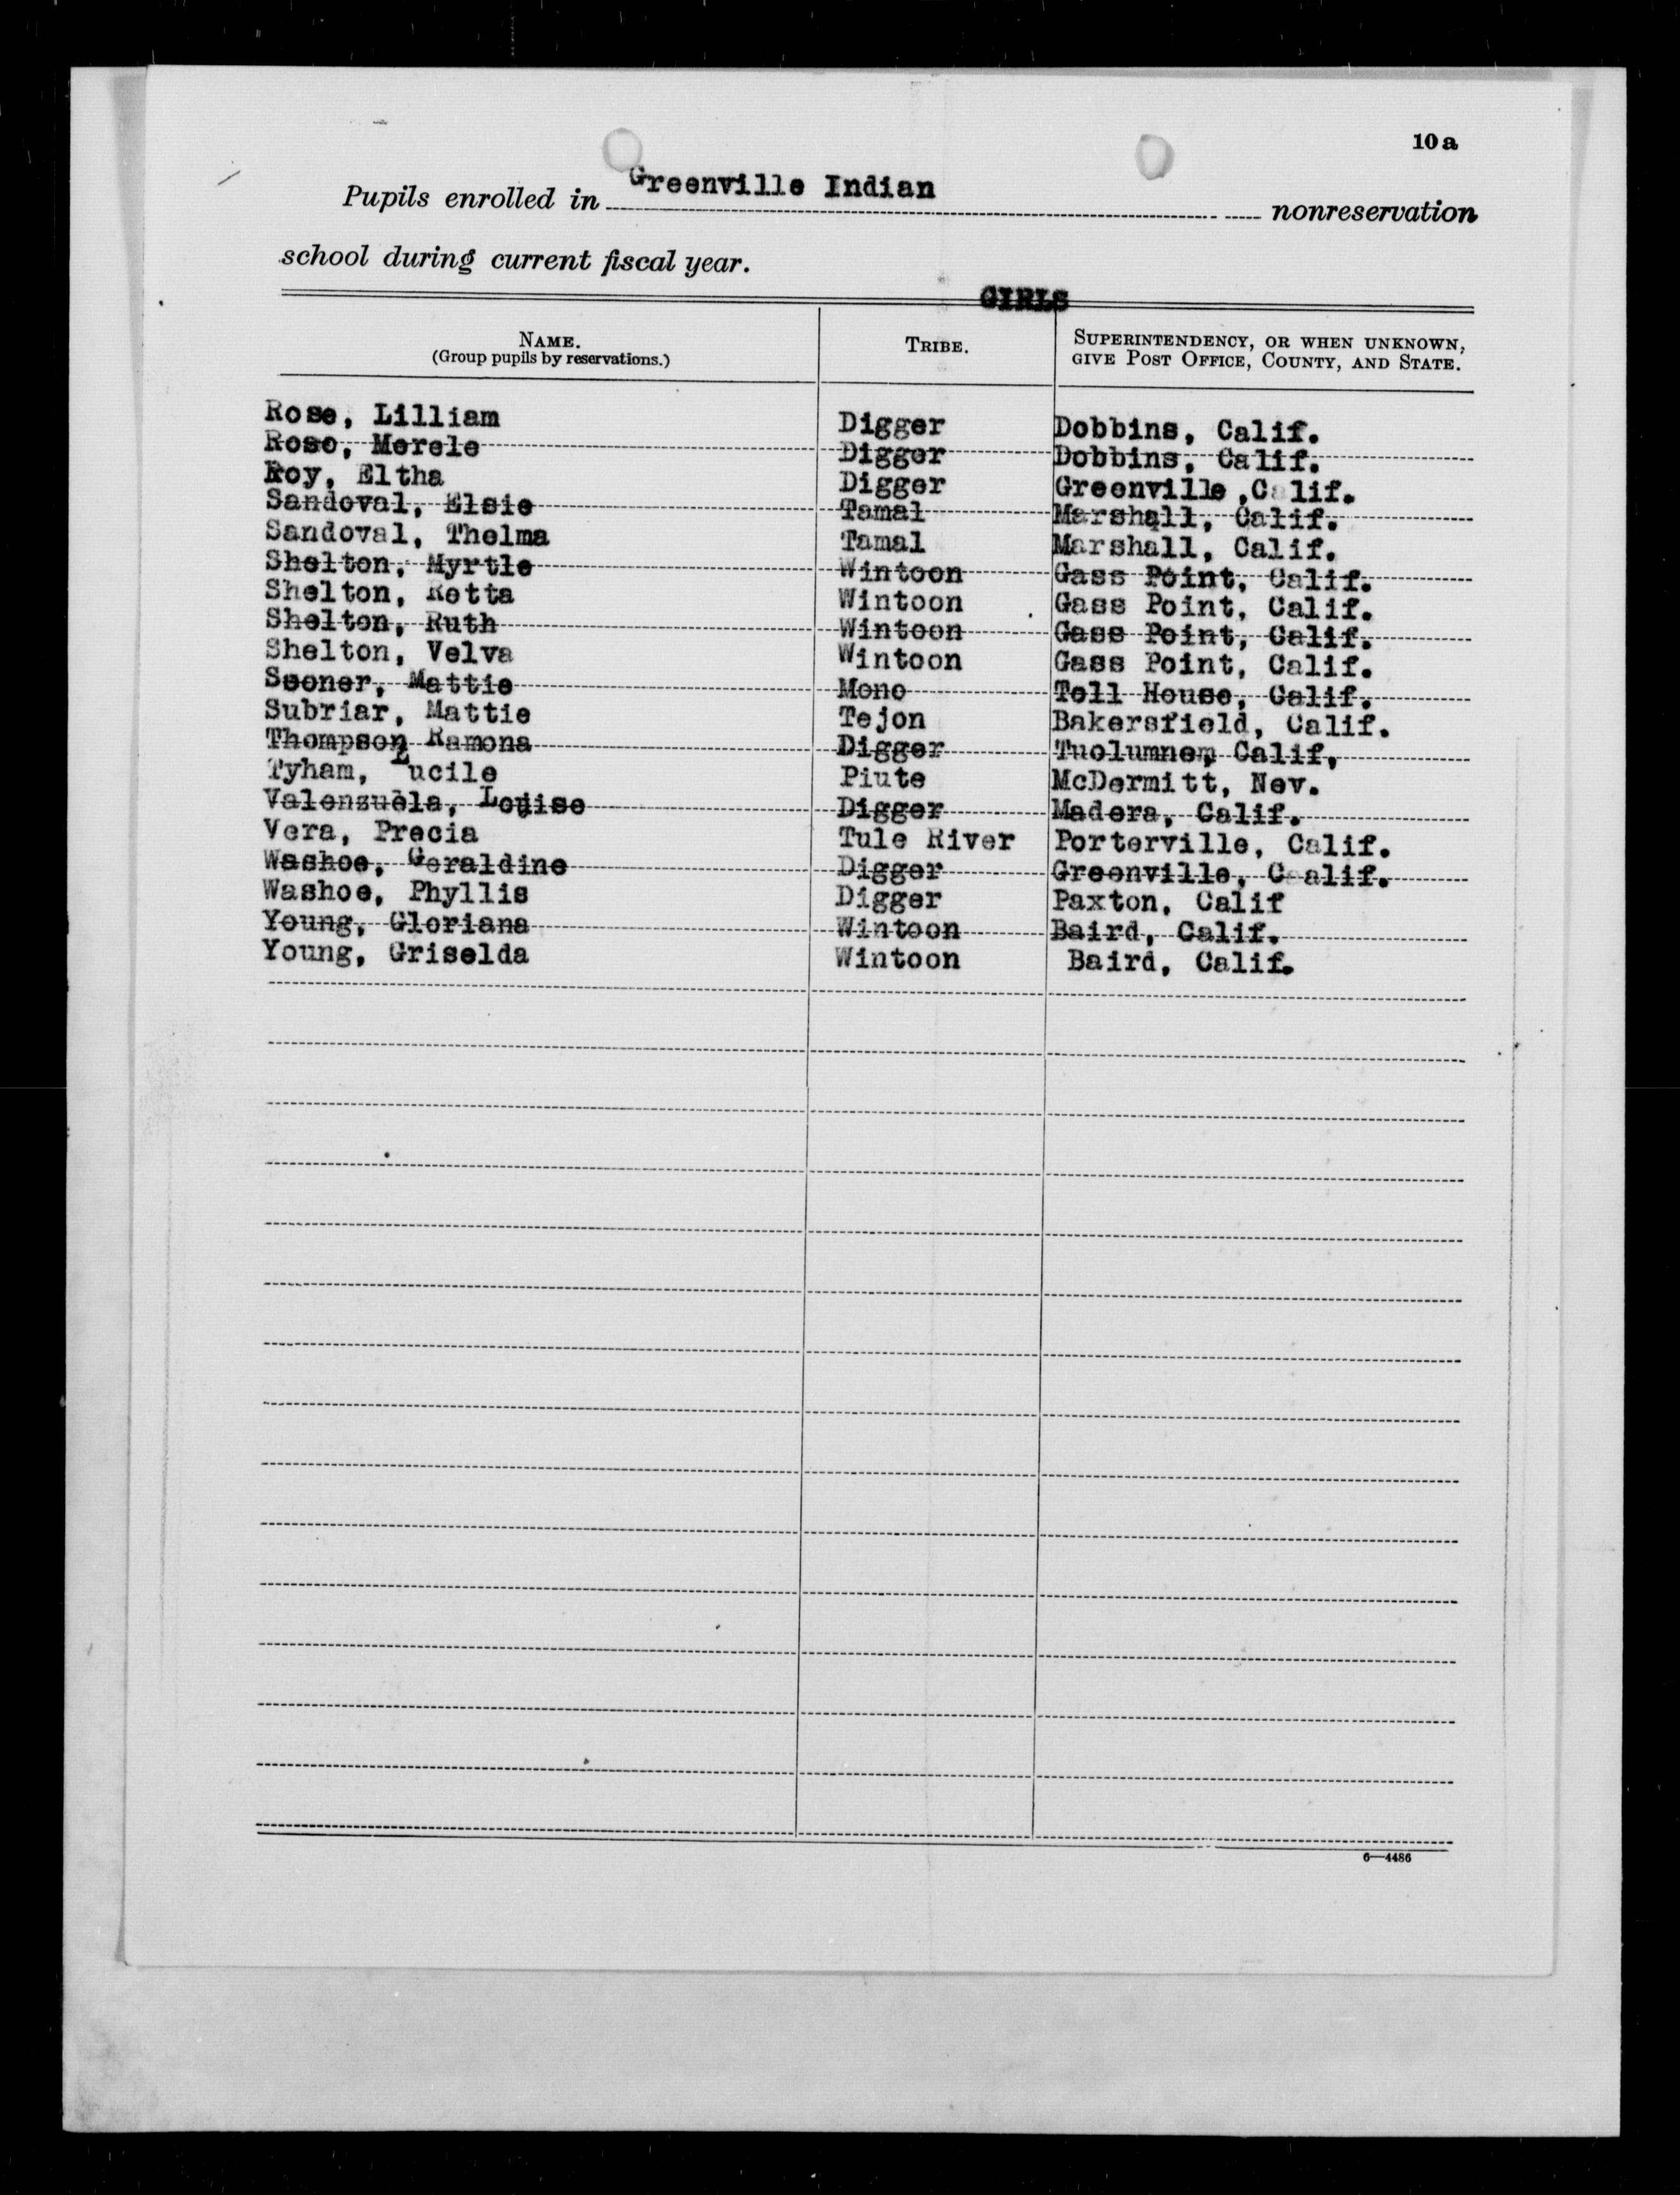 10 a
Pupils enrolled in Greenville Indian nonreservation
school during current fiscal year.
GIRLS
NAME. (Group pupils by reservations.) TRIBE. SUPERINTENDENCY, OR WHEN UNKNOWN, GIVE POST OFFICE, COUNTY, AND STATE.
Rose, Lilliam Digger Dobbins, Calif.
Rose, Merele Digger Dobbins, Calif.
Roy, Eltha Digger Greenville ,Calif.
Sandoval, Elsie Tamal Marshall, Calif.
Sandoval, Thelma Tamal Marshall, Calif.
Shelton, Myrtle Wintoon Gass Point, Calif.
Shelton, Retta Wintoon Gass Point, Calif.
Shelton, Ruth Wintoon Gass Point, Calif.
Shelton, Velva Wintoon Gass Point, Calif.
Sooner, Mattie Mono Toll House, Calif.
Subriar, Mattie Tejon Bakersfield, Calif.
Thompson, Ramona Digger Tuolumne, Calif,
Tyham, Lucile Piute McDermitt, Nev.
Valenzuela, Louise Digger Madera, Calif.
Vera, Precia Tule River Porterville, Calif.
Washoe, Geraldine Digger Greenville, C alif.
Washoe, Phyllis Digger Paxton, Calif
Young, Gloriana Wintoon Baird, Calif.
Young, Griselda Wintoon Baird, Calif.
6—4486